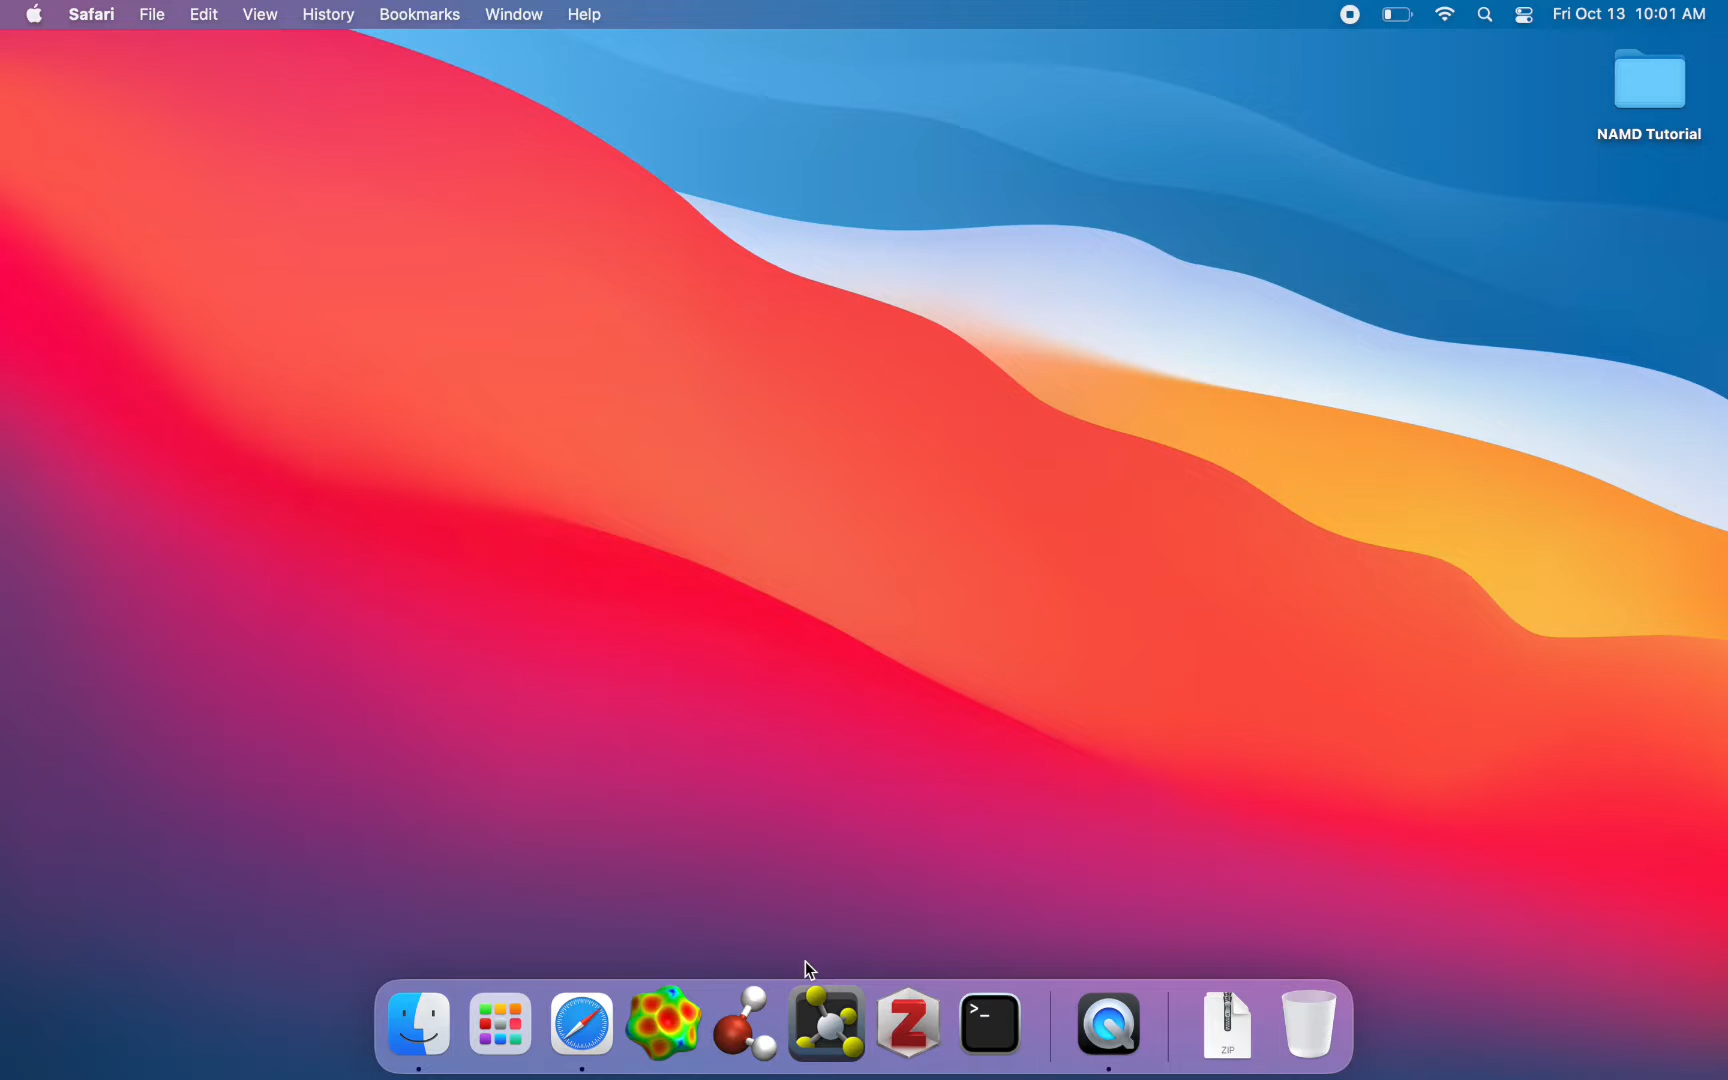 Safari File Edit View History Bookmarks Window Help Fri Oct 13 10:01 AM
NAMD Tutorial
Z >_
ZIP